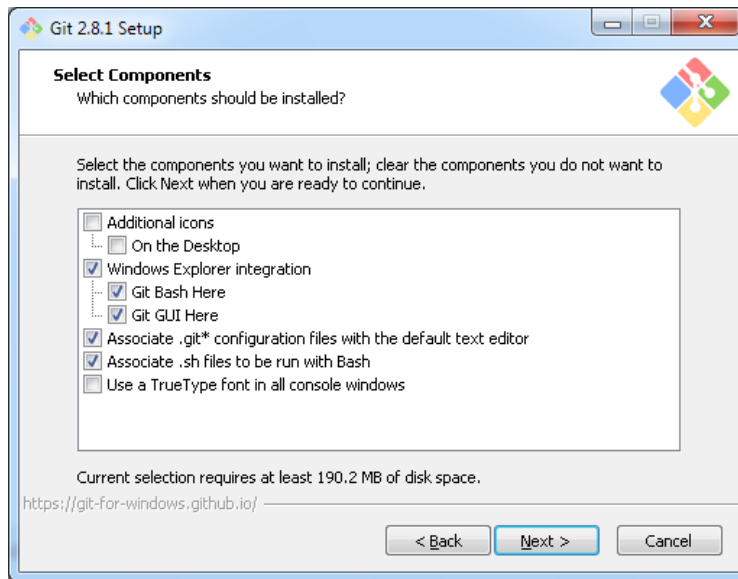 Git 2.8.1 Setup
Select Components
Which components should be installed?
Select the components you want to install; clear the components you do not want to
install. Click Next when you are ready to continue.
Additional icons
On the Desktop
Windows Explorer integration
Git Bash Here
Git GUI Here
Associate .git* configuration files with the default text editor
Associate .sh files to be run with Bash
Use a TrueType font in all console windows
Current selection requires at least 190.2 MB of disk space.
https://git-for-windows.github.io/
< Back
Next >
Cancel